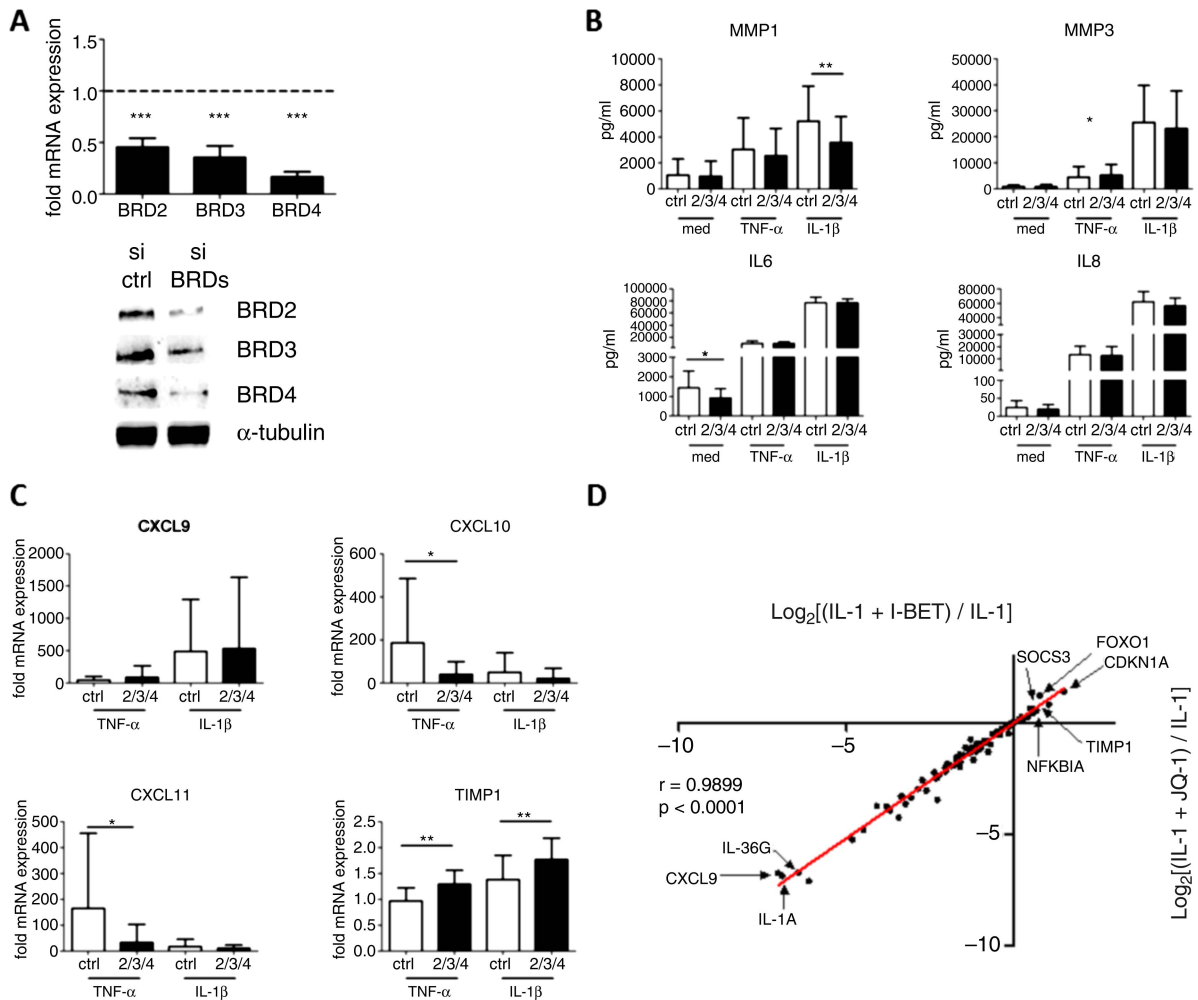 A
fold mRNA expression
1.5
1.0
0.5
0.0
*** *** ***
BRD2 BRD3 BRD4
si si
ctrl BRDs
BRD2
BRD3
BRD4
α-tubulin
B
MMP1
pg/ml
10000
8000
6000
4000
2000
0
**
ctrl 2/3/4 ctrl 2/3/4 ctrl 2/3/4
med TNF-α IL-1β
MMP3
pg/ml
50000
40000
30000
20000
10000
0
*
ctrl 2/3/4 ctrl 2/3/4 ctrl 2/3/4
med TNF-α IL-1β
IL6
pg/ml
100000
80000
60000
40000
20000
3000
2000
1000
0
*
ctrl 2/3/4 ctrl 2/3/4 ctrl 2/3/4
med TNF-α IL-1β
IL8
pg/ml
80000
60000
40000
30000
20000
10000
100
50
0
ctrl 2/3/4 ctrl 2/3/4 ctrl 2/3/4
med TNF-α IL-1β
C
CXCL9
fold mRNA expression
2000
1500
1000
500
0
ctrl 2/3/4 ctrl 2/3/4
TNF-α IL-1β
CXCL10
fold mRNA expression
600
400
200
0
*
ctrl 2/3/4 ctrl 2/3/4
TNF-α IL-1β
CXCL11
fold mRNA expression
500
400
300
200
100
0
*
ctrl 2/3/4 ctrl 2/3/4
TNF-α IL-1β
TIMP1
fold mRNA expression
2.5
2.0
1.5
1.0
0.5
0.0
** **
ctrl 2/3/4 ctrl 2/3/4
TNF-α IL-1β
D
Log2[(IL-1 + I-BET) / IL-1]
Log2[(IL-1 + JQ-1) / IL-1]
FOXO1
SOCS3
CDKN1A
−10 −5
TIMP1
NFKBIA
r = 0.9899
p < 0.0001
−5
IL-36G
CXCL9
IL-1A
−10